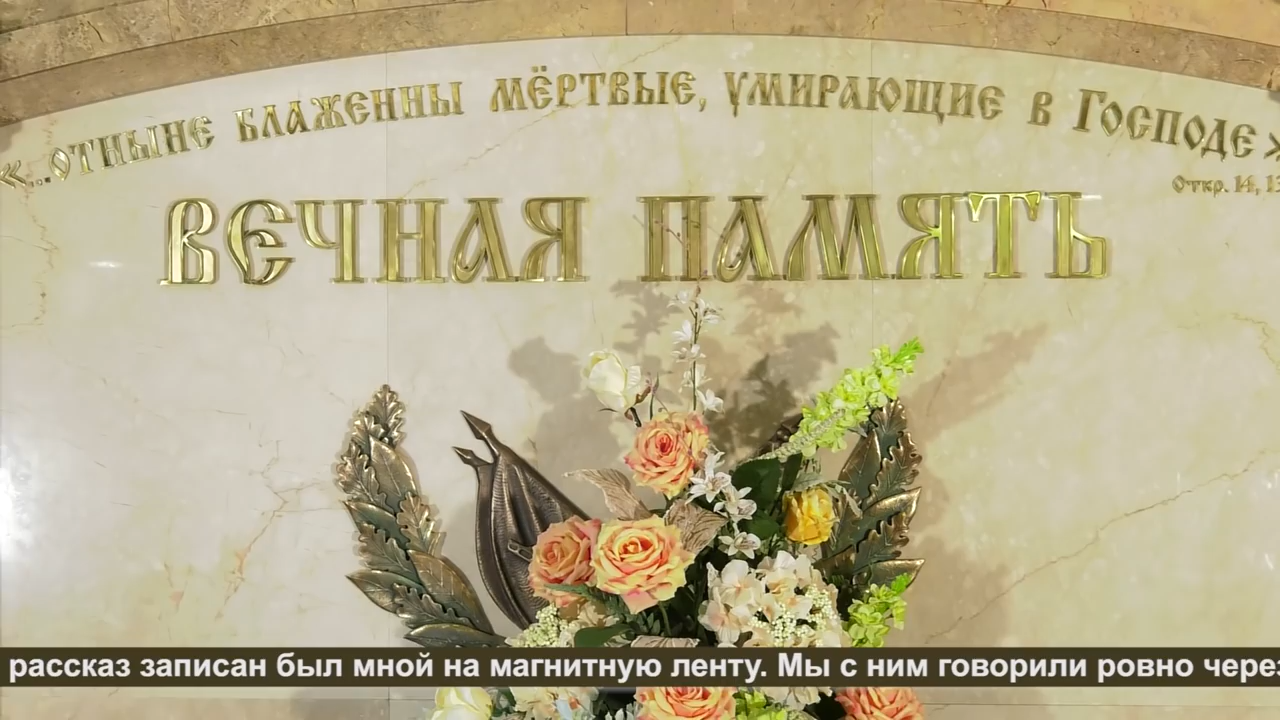 «...отныне блаженны мёртвые, умирающие в Господе»
Откр. 14, 13
ВЕЧНАЯ ПАМЯТЬ
рассказ записан был мной на магнитную ленту. Мы с ним говорили ровно через